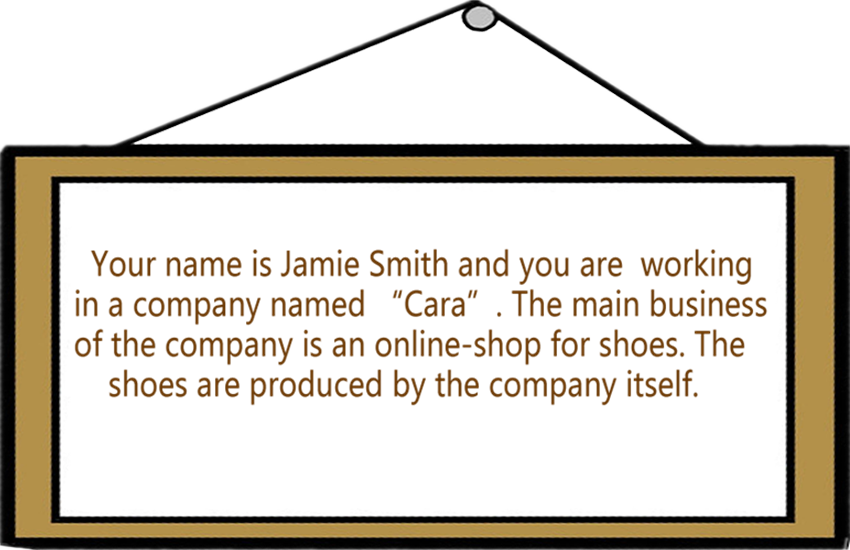 Your name is Jamie Smith and you are working
in a company named “Cara”. The main business
of the company is an online-shop for shoes. The
shoes are produced by the company itself.